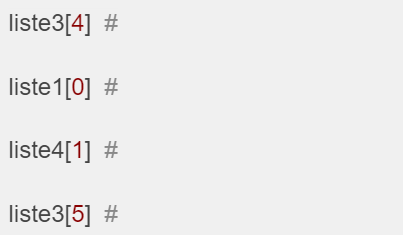 liste3[4] #
liste1[0] #
liste4[1] #
liste3[5] #